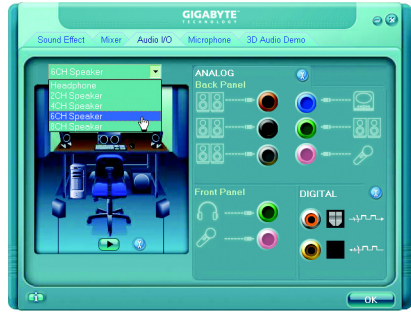 GIGABYTE
TECHNOLOGY
Sound Effect Mixer Audio I/O Microphone 3D Audio Demo
6CH Speaker
Headphone
2CH Speaker
4CH Speaker
6CH Speaker
8CH Speaker
ANALOG
Back Panel
Front Panel
DIGITAL
OK